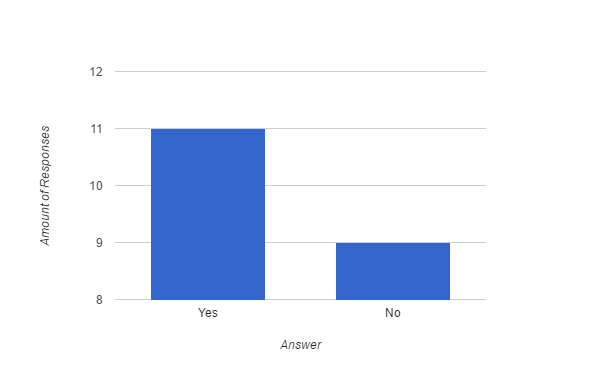 12
11
10
9
8
Amount of Responses
Yes No
Answer